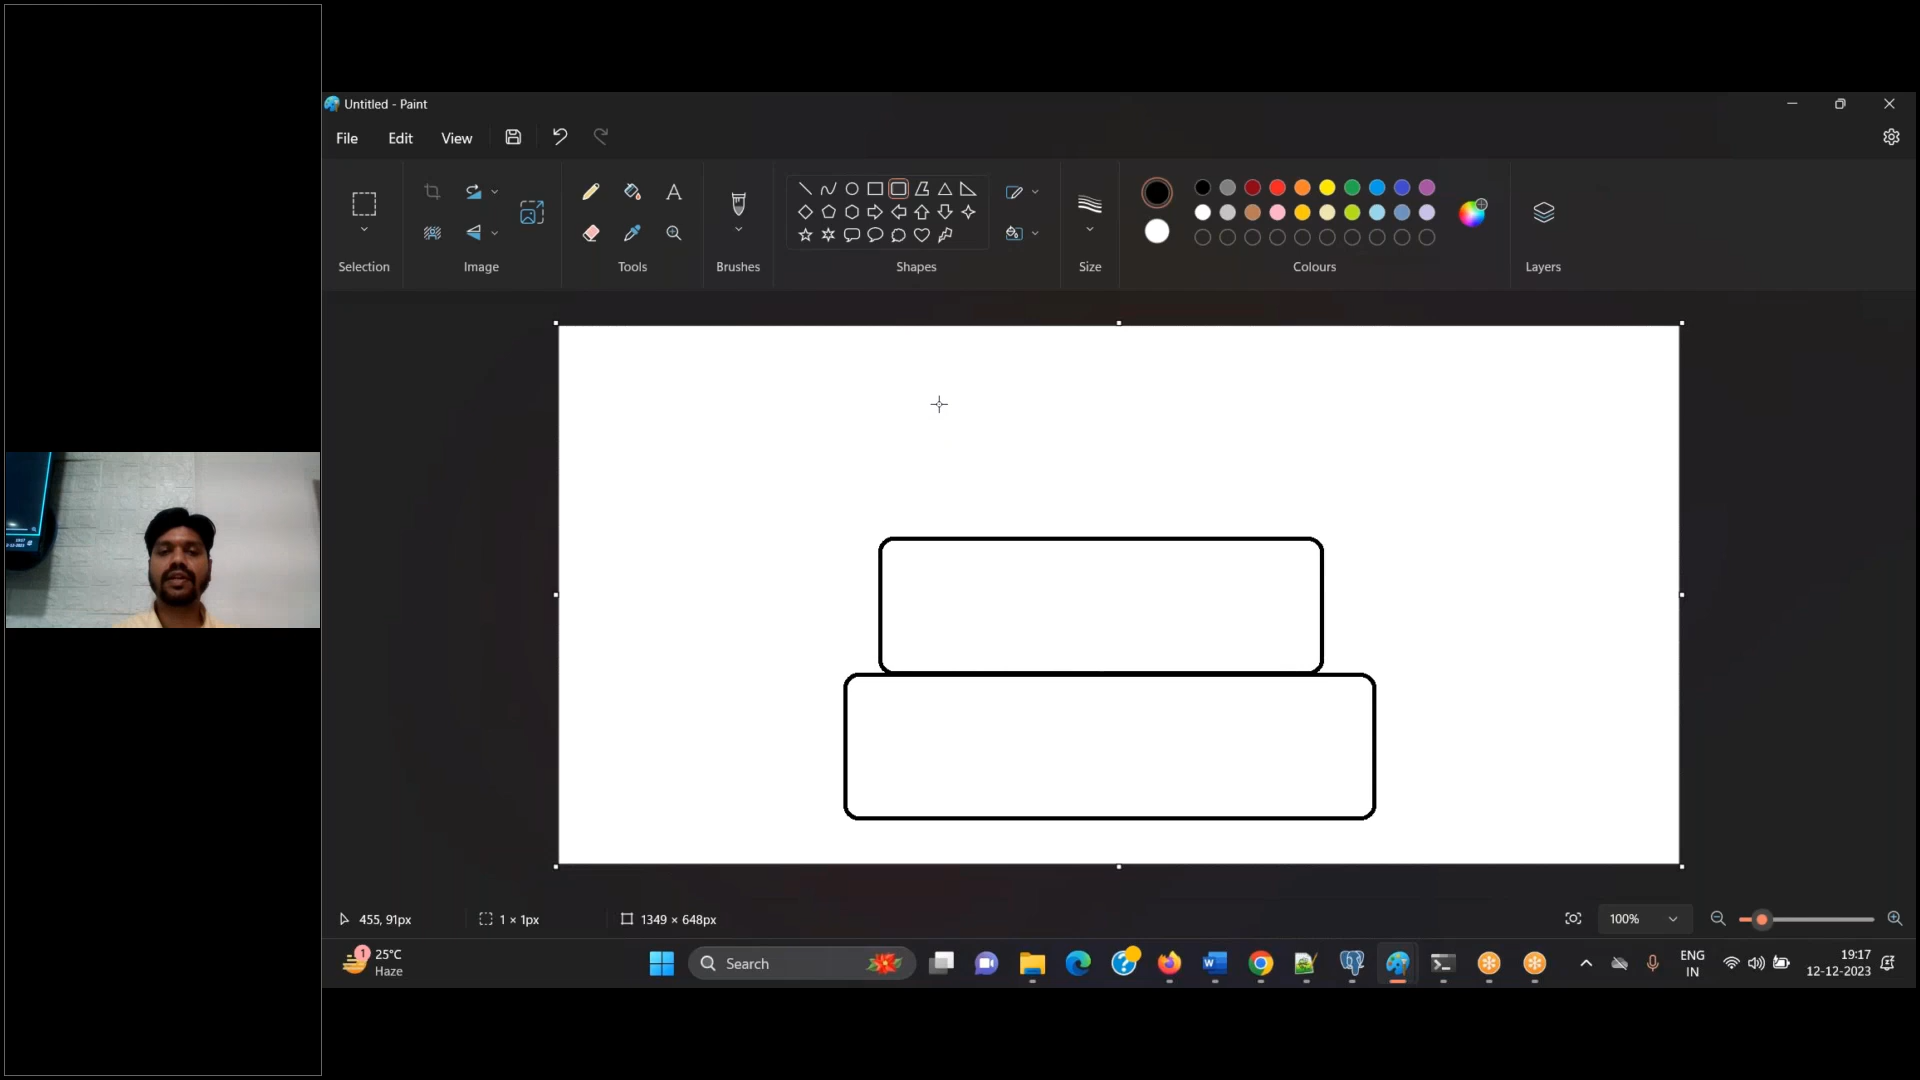 Untitled - Paint
File Edit View
Selection Image Tools Brushes Shapes Size Colours Layers
455, 91px 1 × 1px 1349 × 648px 100%
25°C
Haze
Search
ENG
IN
19:17
12-12-2023